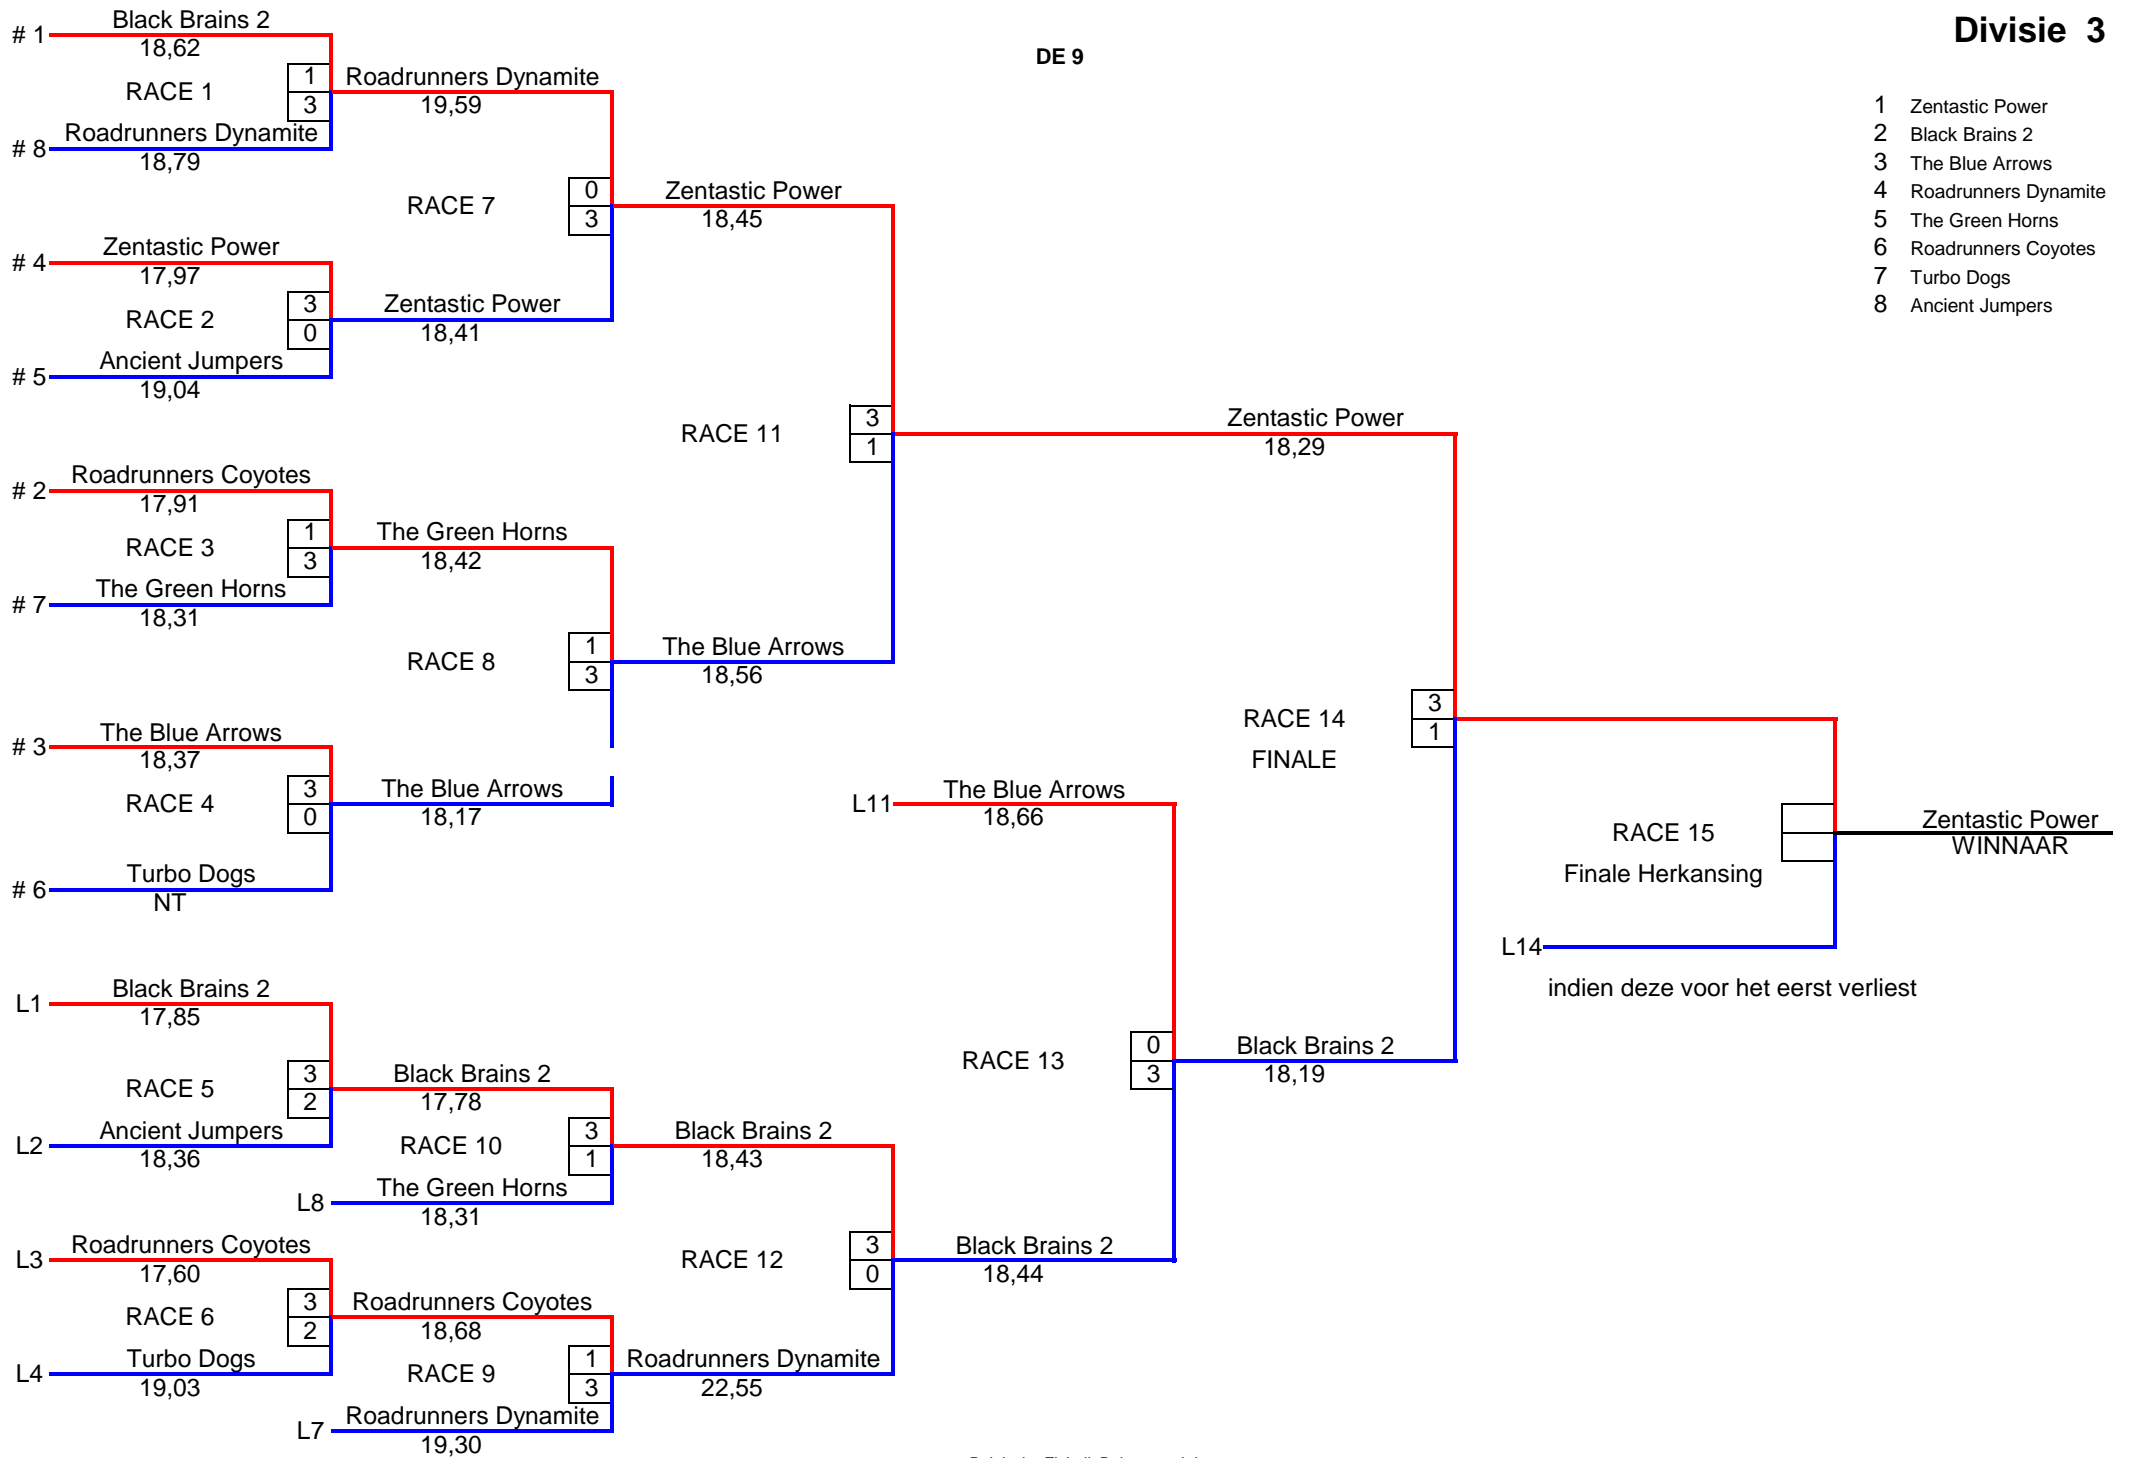 Divisie 3
DE 9
1 Zentastic Power
2 Black Brains 2
3 The Blue Arrows
4 Roadrunners Dynamite
5 The Green Horns
6 Roadrunners Coyotes
7 Turbo Dogs
8 Ancient Jumpers
# 1 Black Brains 2
18,62
RACE 1 1 3
# 8 Roadrunners Dynamite
18,79
# 4 Zentastic Power
17,97
RACE 2 3 0
# 5 Ancient Jumpers
19,04
# 2 Roadrunners Coyotes
17,91
RACE 3 1 3
# 7 The Green Horns
18,31
# 3 The Blue Arrows
18,37
RACE 4 3 0
# 6 Turbo Dogs
NT
L1 Black Brains 2
17,85
RACE 5 3 2
L2 Ancient Jumpers
18,36
L3 Roadrunners Coyotes
17,60
RACE 6 3 2
L4 Turbo Dogs
19,03
Roadrunners Dynamite
19,59
RACE 7 0 3
Zentastic Power
18,41
The Green Horns
18,42
RACE 8 1 3
The Blue Arrows
18,17
Black Brains 2
17,78
RACE 10 3 1
L8 The Green Horns
18,31
Roadrunners Coyotes
18,68
RACE 9 1 3
L7 Roadrunners Dynamite
19,30
Zentastic Power
18,45
RACE 11 3 1
The Blue Arrows
18,56
Black Brains 2
18,43
RACE 12 3 0
Roadrunners Dynamite
22,55
L11 The Blue Arrows
18,66
RACE 13 0 3
Black Brains 2
18,44
Zentastic Power
18,29
RACE 14 3 1
FINALE
Black Brains 2
18,19
RACE 15
Finale Herkansing
L14
indien deze voor het eerst verliest
Zentastic Power
WINNAAR